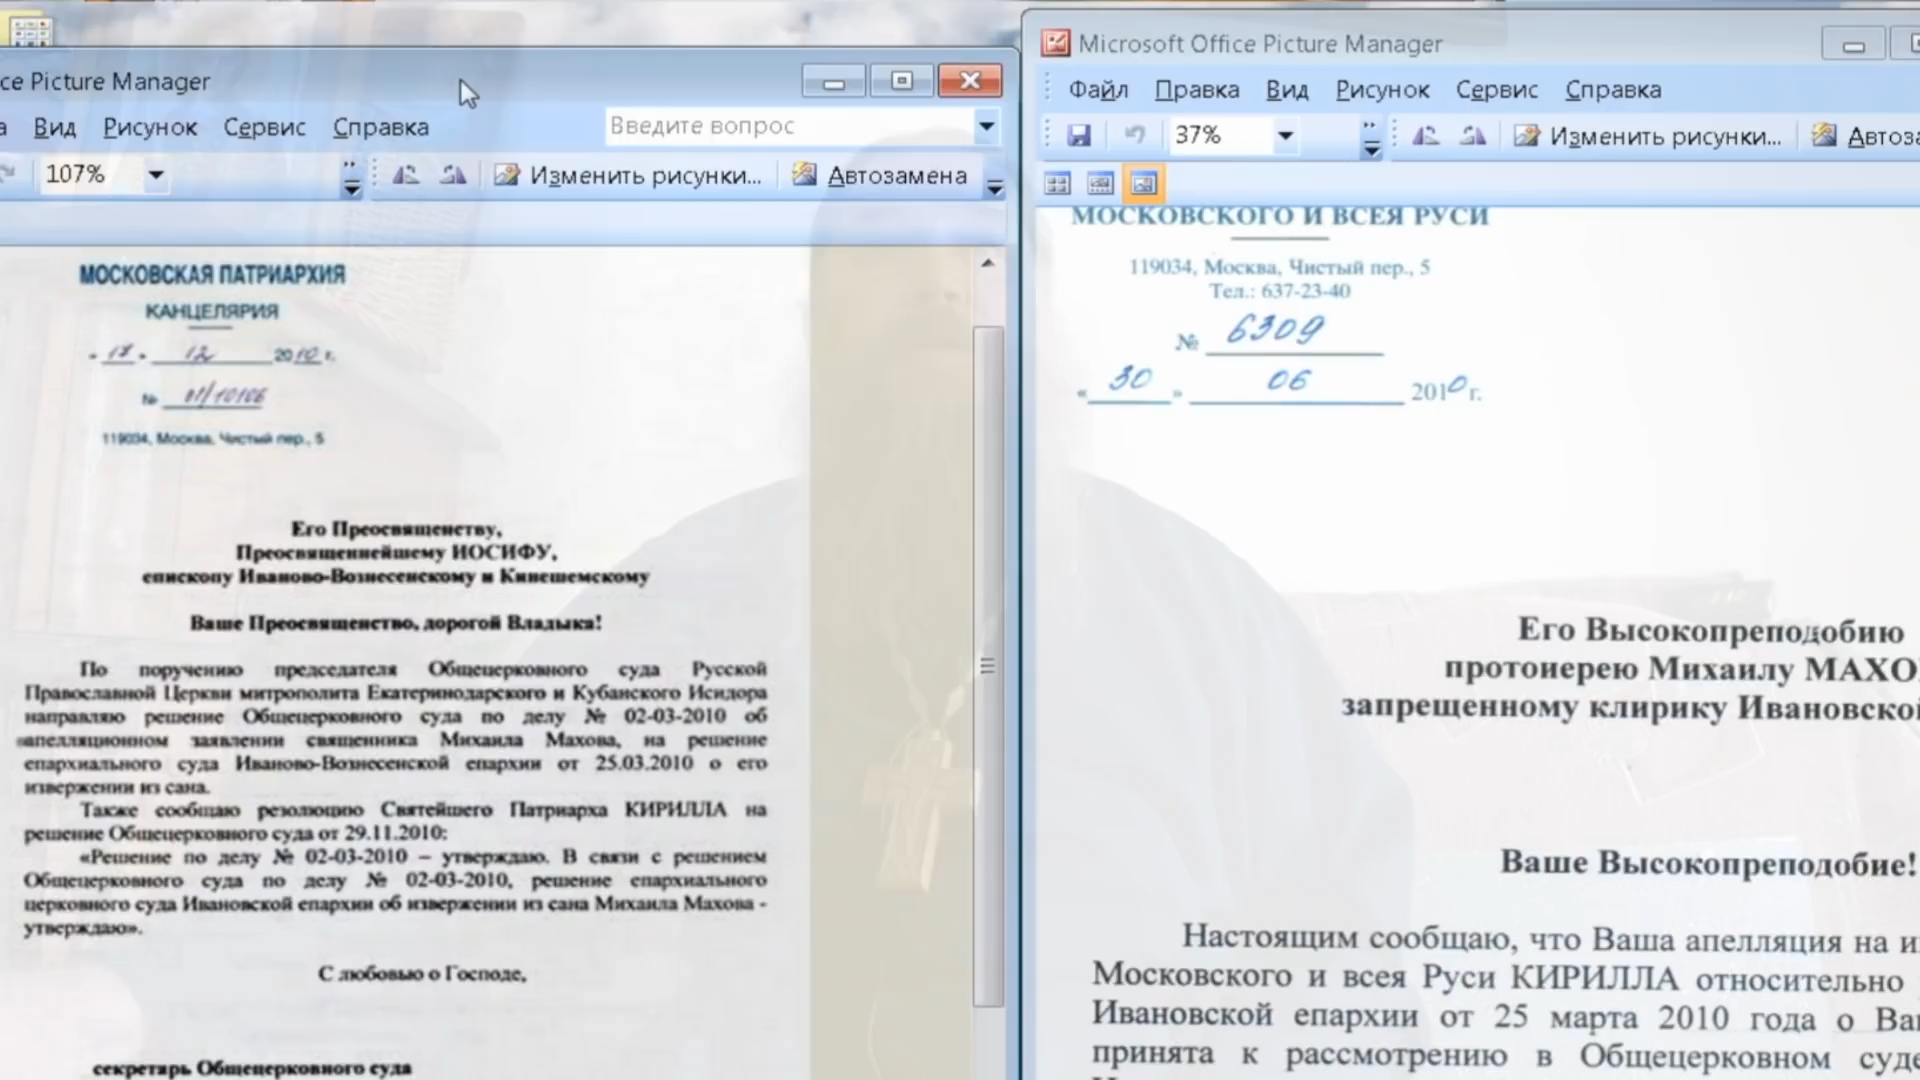 ce Picture Manager
Вид Рисунок Сервис Справка
Введите вопрос
107%
Изменить рисунки...
Автозамена
МОСКОВСКАЯ ПАТРИАРХИЯ
КАНЦЕЛЯРИЯ
« 17 » 12 2010 г.
№ 01/10106
119034, Москва, Чистый пер., 5
Его Преосвященству,
Преосвященнейшему ИОСИФУ,
епископу Иваново-Вознесенскому и Кинешемскому
Ваше Преосвященство, дорогой Владыка!
По поручению председателя Общецерковного суда Русской
Православной Церкви митрополита Екатеринодарского и Кубанского Исидора
направляю решение Общецерковного суда по делу № 02-03-2010 об
апелляционном заявлении священника Михаила Махова, на решение
епархиального суда Иваново-Вознесенской епархии от 25.03.2010 о его
извержении из сана.
Также сообщаю резолюцию Святейшего Патриарха КИРИЛЛА на
решение Общецерковного суда от 29.11.2010:
«Решение по делу № 02-03-2010 – утверждаю. В связи с решением
Общецерковного суда по делу № 02-03-2010, решение епархиального
церковного суда Ивановской епархии об извержении из сана Михаила Махова -
утверждаю».
С любовью о Господе,
секретарь Общецерковного суда
Microsoft Office Picture Manager
Файл Правка Вид Рисунок Сервис Справка
37%
Изменить рисунки...
Автоза
МОСКОВСКОГО И ВСЕЯ РУСИ
119034, Москва, Чистый пер., 5
Тел.: 637-23-40
№ 6309
« 30 » 06 2010 г.
Его Высокопреподобию
протоиерею Михаилу МАХО
запрещенному клирику Ивановско
Ваше Высокопреподобие!
Настоящим сообщаю, что Ваша апелляция на и
Московского и всея Руси КИРИЛЛА относительно
Ивановской епархии от 25 марта 2010 года о Ва
принята к рассмотрению в Общецерковном суде